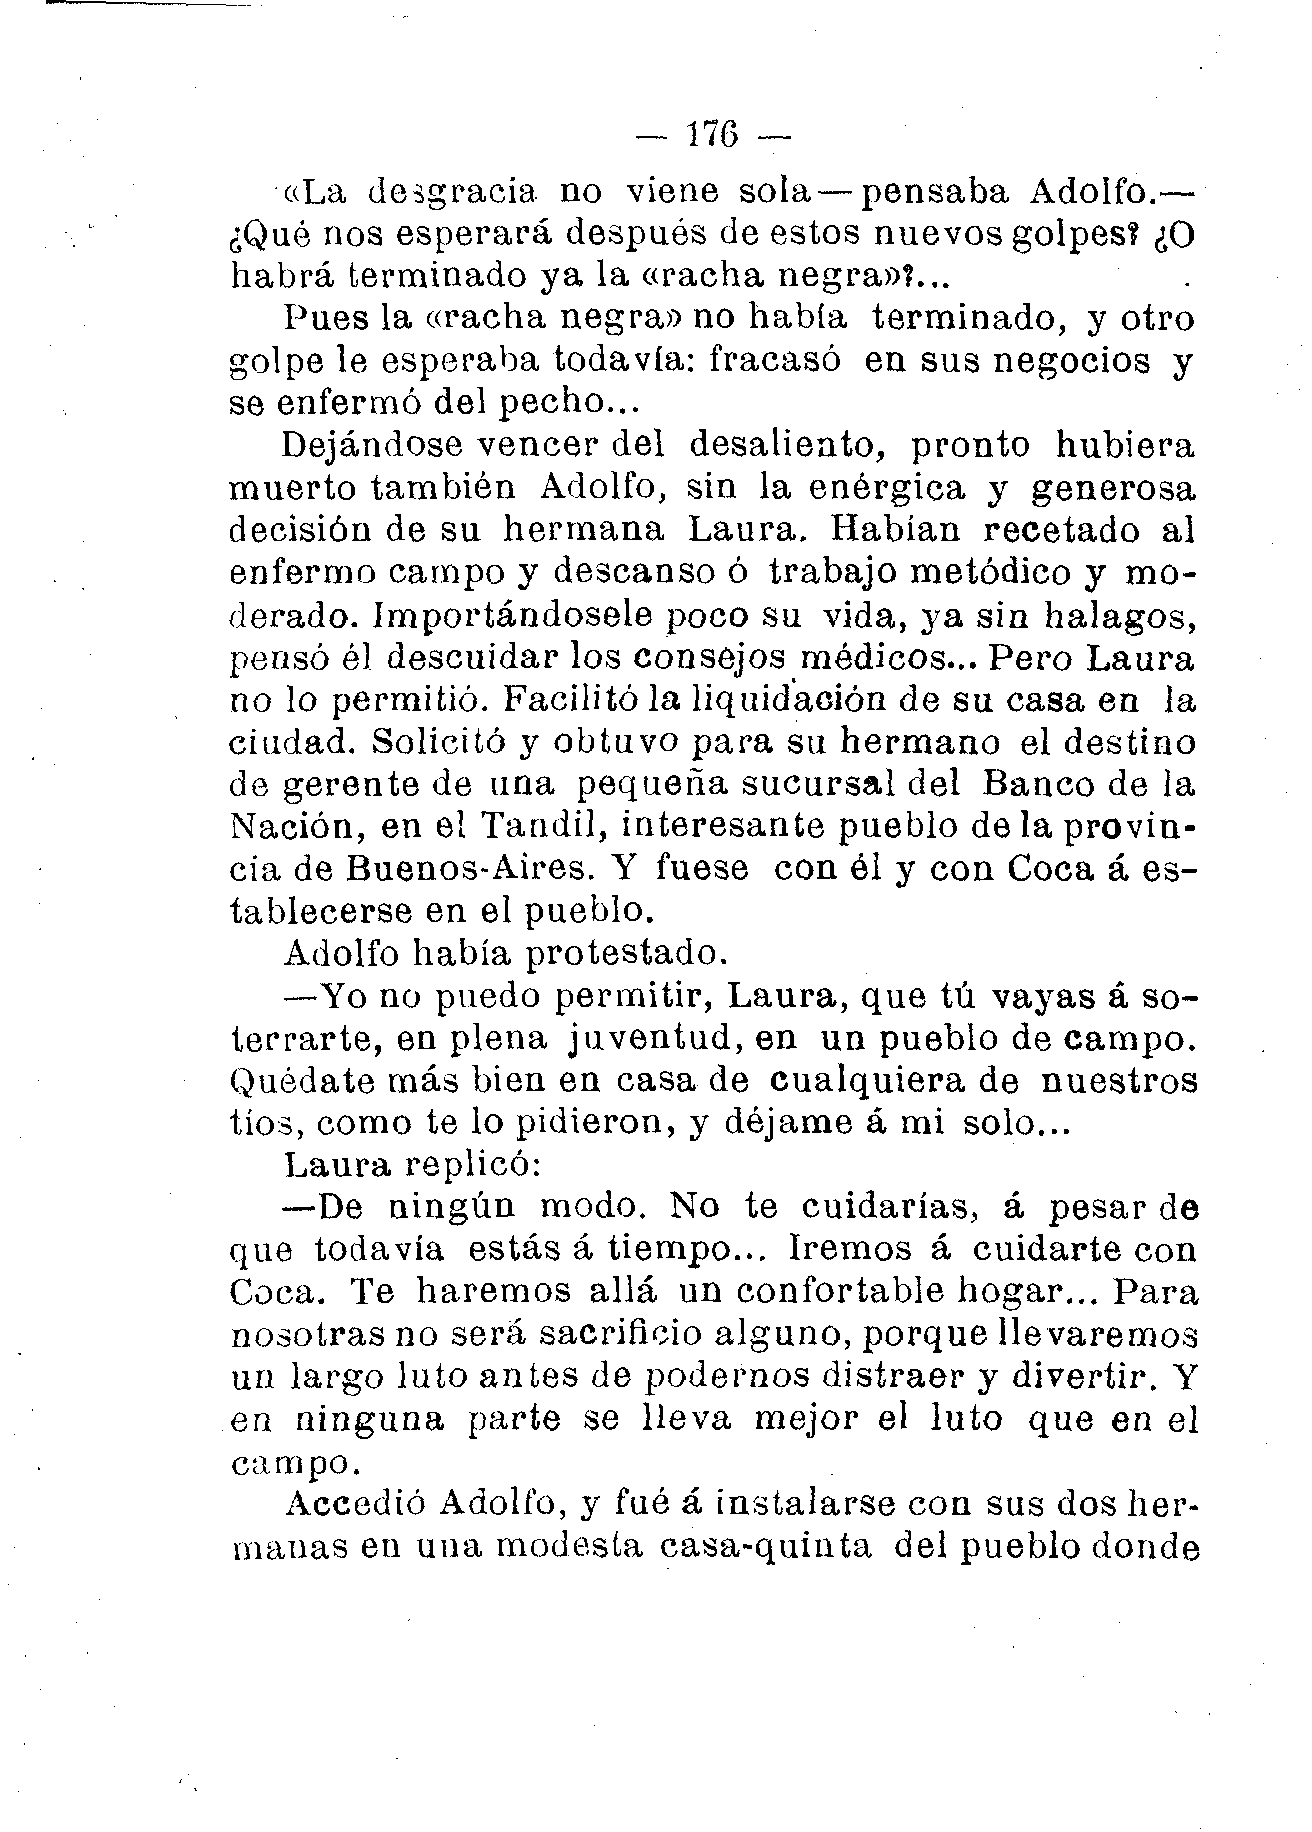 — 176 —
«La desgracia no viene sola—pensaba Adolfo.—
¿Qué nos esperará después de estos nuevos golpes? ¿O
habrá terminado ya la «racha negra»?...
Pues la «racha negra» no había terminado, y otro
golpe le esperaba todavía: fracasó en sus negocios y
se enfermó del pecho...
Dejándose vencer del desaliento, pronto hubiera
muerto también Adolfo, sin la enérgica y generosa
decisión de su hermana Laura. Habían recetado al
enfermo campo y descanso ó trabajo metódico y mo-
derado. Importándosele poco su vida, ya sin halagos,
pensó él descuidar los consejos médicos... Pero Laura
no lo permitió. Facilitó la liquidación de su casa en la
ciudad. Solicitó y obtuvo para su hermano el destino
de gerente de una pequeña sucursal del Banco de la
Nación, en el Tandil, interesante pueblo de la provin-
cia de Buenos-Aires. Y fuese con él y con Coca á es-
tablecerse en el pueblo.
Adolfo había protestado.
—Yo no puedo permitir, Laura, que tú vayas á so-
terrarte, en plena juventud, en un pueblo de campo.
Quédate más bien en casa de cualquiera de nuestros
tíos, como te lo pidieron, y déjame á mi solo...
Laura replicó:
—De ningún modo. No te cuidarías, á pesar de
que todavía estás á tiempo... Iremos á cuidarte con
Coca. Te haremos allá un confortable hogar... Para
nosotras no será sacrificio alguno, porque llevaremos
un largo luto antes de podernos distraer y divertir. Y
en ninguna parte se lleva mejor el luto que en el
campo.
Accedió Adolfo, y fué á instalarse con sus dos her-
manas en una modesta casa-quinta del pueblo donde